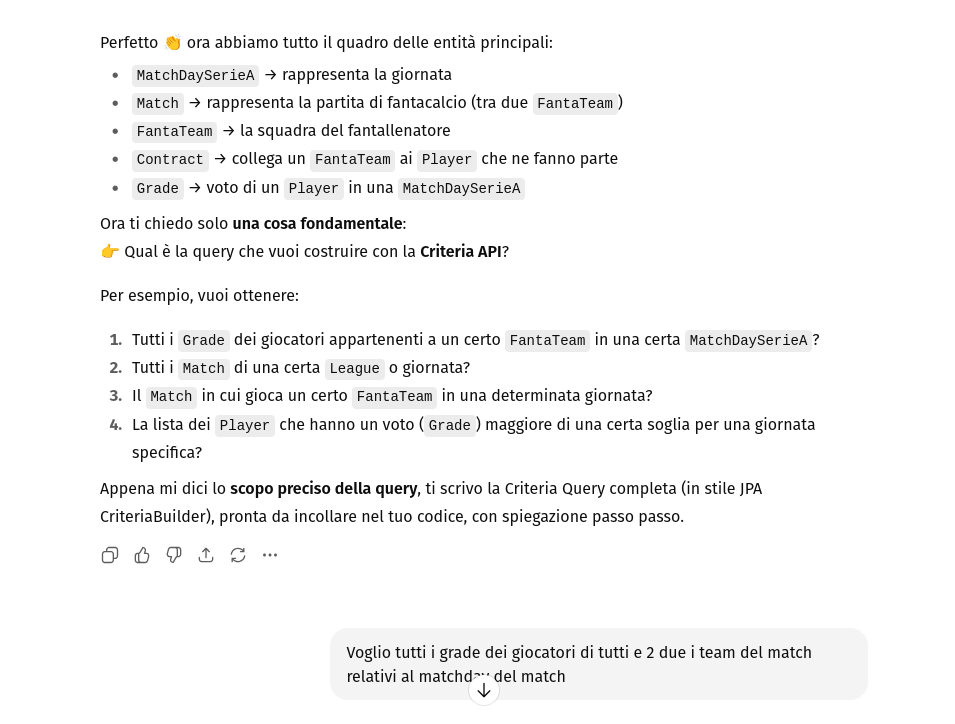 Perfetto 👏 ora abbiamo tutto il quadro delle entità principali:
• MatchDaySerieA → rappresenta la giornata
• Match → rappresenta la partita di fantacalcio (tra due FantaTeam)
• FantaTeam → la squadra del fantallenatore
• Contract → collega un FantaTeam ai Player che ne fanno parte
• Grade → voto di un Player in una MatchDaySerieA
Ora ti chiedo solo una cosa fondamentale:
👉 Qual è la query che vuoi costruire con la Criteria API?
Per esempio, vuoi ottenere:
1. Tutti i Grade dei giocatori appartenenti a un certo FantaTeam in una certa MatchDaySerieA?
2. Tutti i Match di una certa League o giornata?
3. Il Match in cui gioca un certo FantaTeam in una determinata giornata?
4. La lista dei Player che hanno un voto (Grade) maggiore di una certa soglia per una giornata
specifica?
Appena mi dici lo scopo preciso della query, ti scrivo la Criteria Query completa (in stile JPA
CriteriaBuilder), pronta da incollare nel tuo codice, con spiegazione passo passo.
Voglio tutti i grade dei giocatori di tutti e 2 due i team del match
relativi al matchday del match